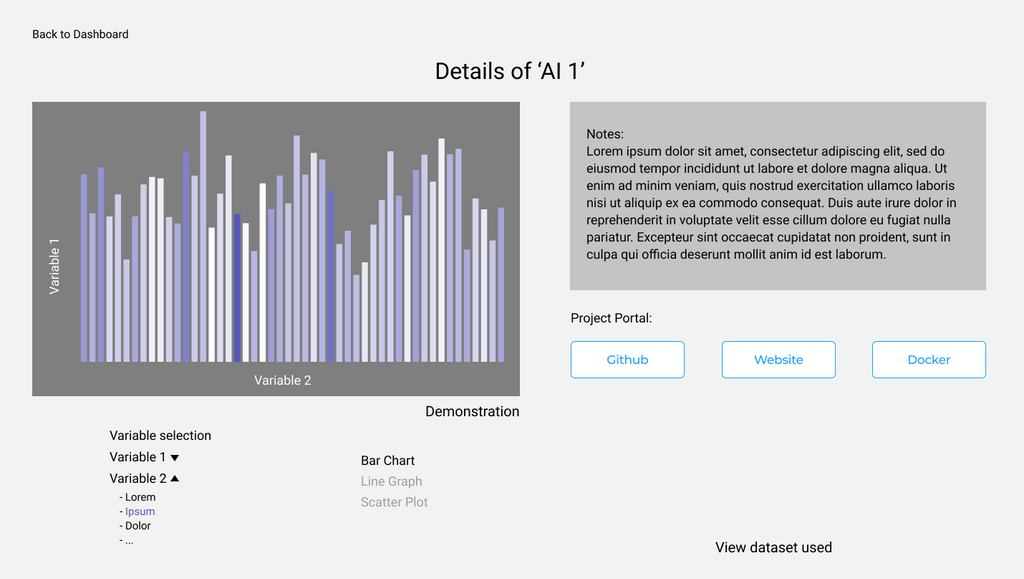 Back to Dashboard
Details of ‘AI 1’
Variable 1
Variable 2
Demonstration
Variable selection
Variable 1
Variable 2
- Lorem
- Ipsum
- Dolor
- ...
Bar Chart
Line Graph
Scatter Plot
Notes:
Lorem ipsum dolor sit amet, consectetur adipiscing elit, sed do
eiusmod tempor incididunt ut labore et dolore magna aliqua. Ut
enim ad minim veniam, quis nostrud exercitation ullamco laboris
nisi ut aliquip ex ea commodo consequat. Duis aute irure dolor in
reprehenderit in voluptate velit esse cillum dolore eu fugiat nulla
pariatur. Excepteur sint occaecat cupidatat non proident, sunt in
culpa qui officia deserunt mollit anim id est laborum.
Project Portal:
Github
Website
Docker
View dataset used